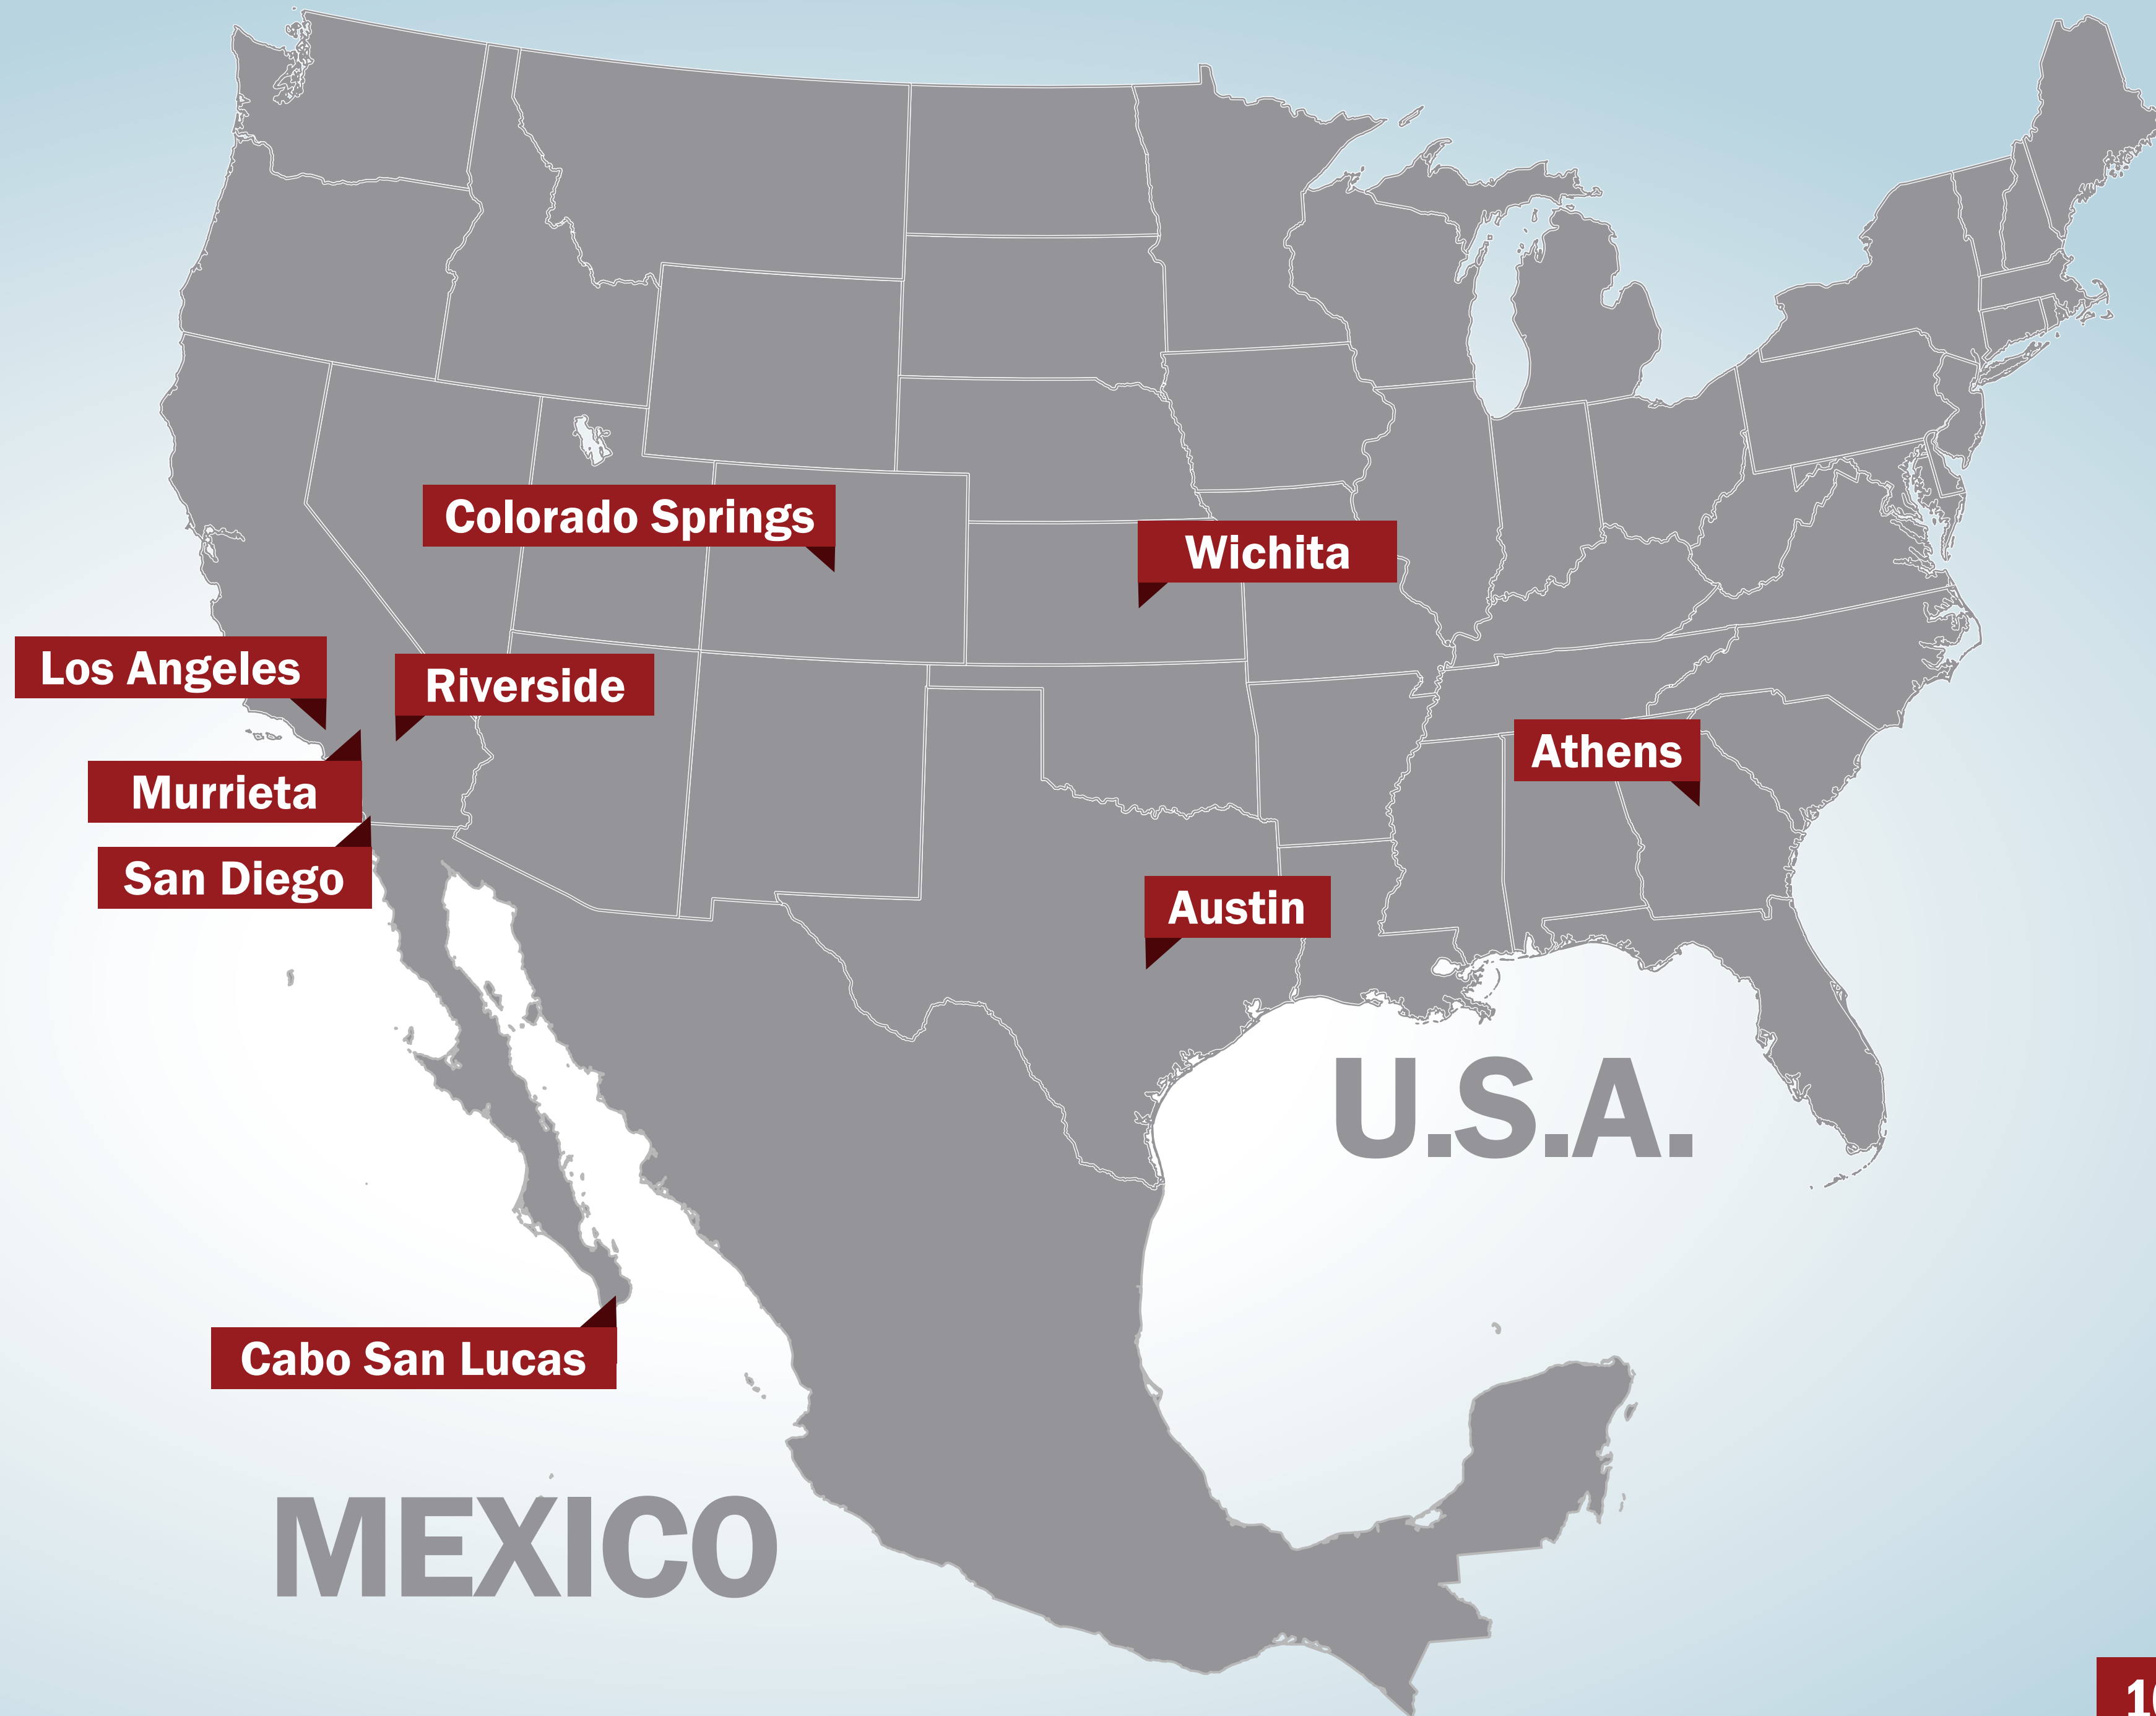 Colorado Springs
Wichita
Los Angeles
Riverside
Athens
Murrieta
San Diego
Austin
U.S.A.
Cabo San Lucas
MEXICO